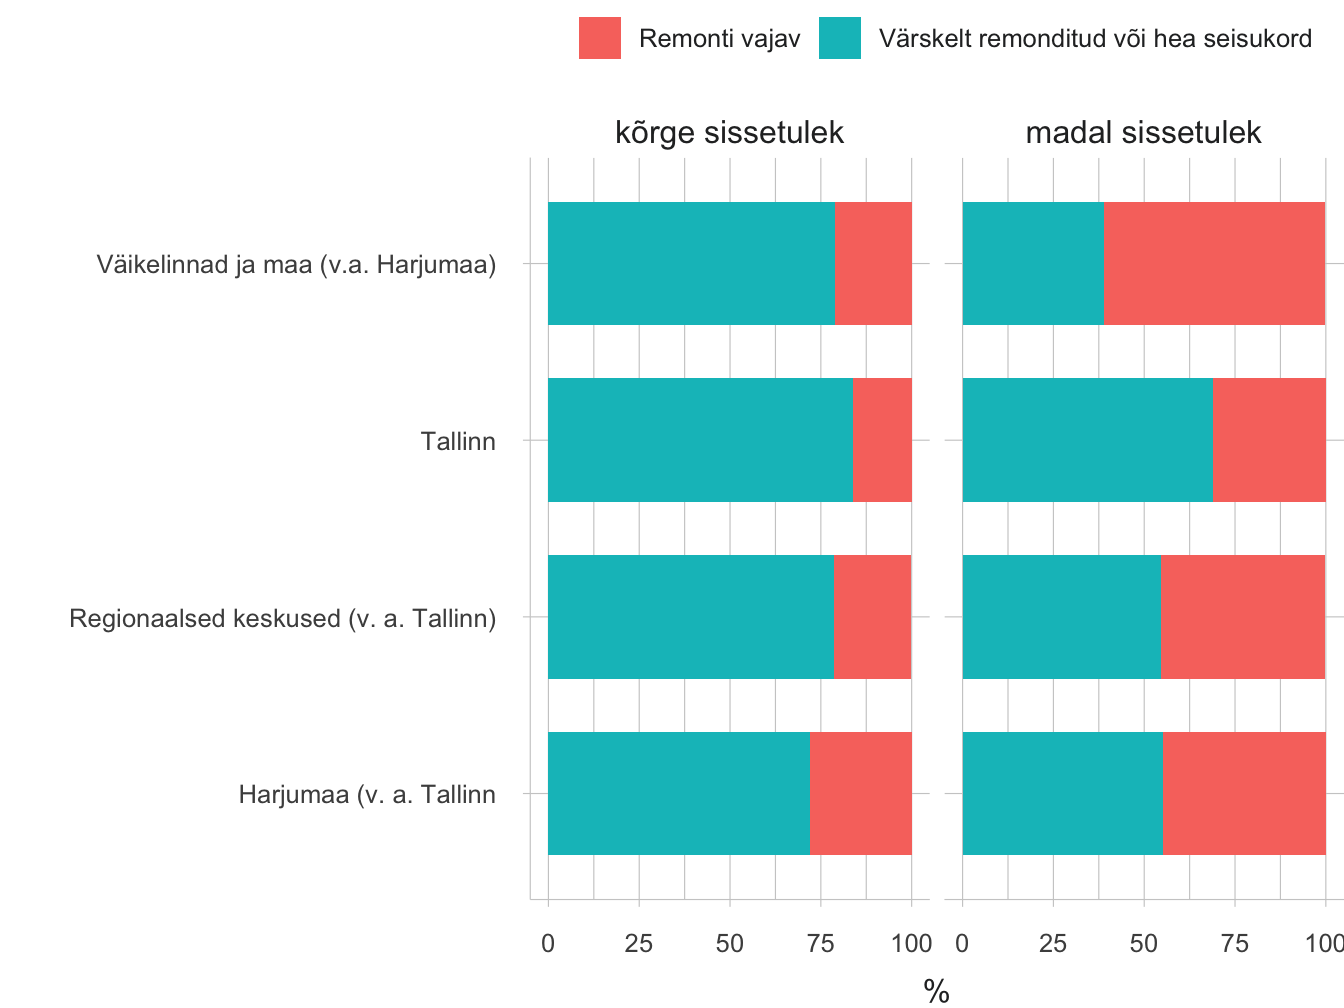 Remonti vajav Värskelt remonditud või hea seisukord
kõrge sissetulek madal sissetulek
Väikelinnad ja maa (v.a. Harjumaa)
Tallinn
Regionaalsed keskused (v. a. Tallinn)
Harjumaa (v. a. Tallinn
0 25 50 75 100 0 25 50 75 100
%